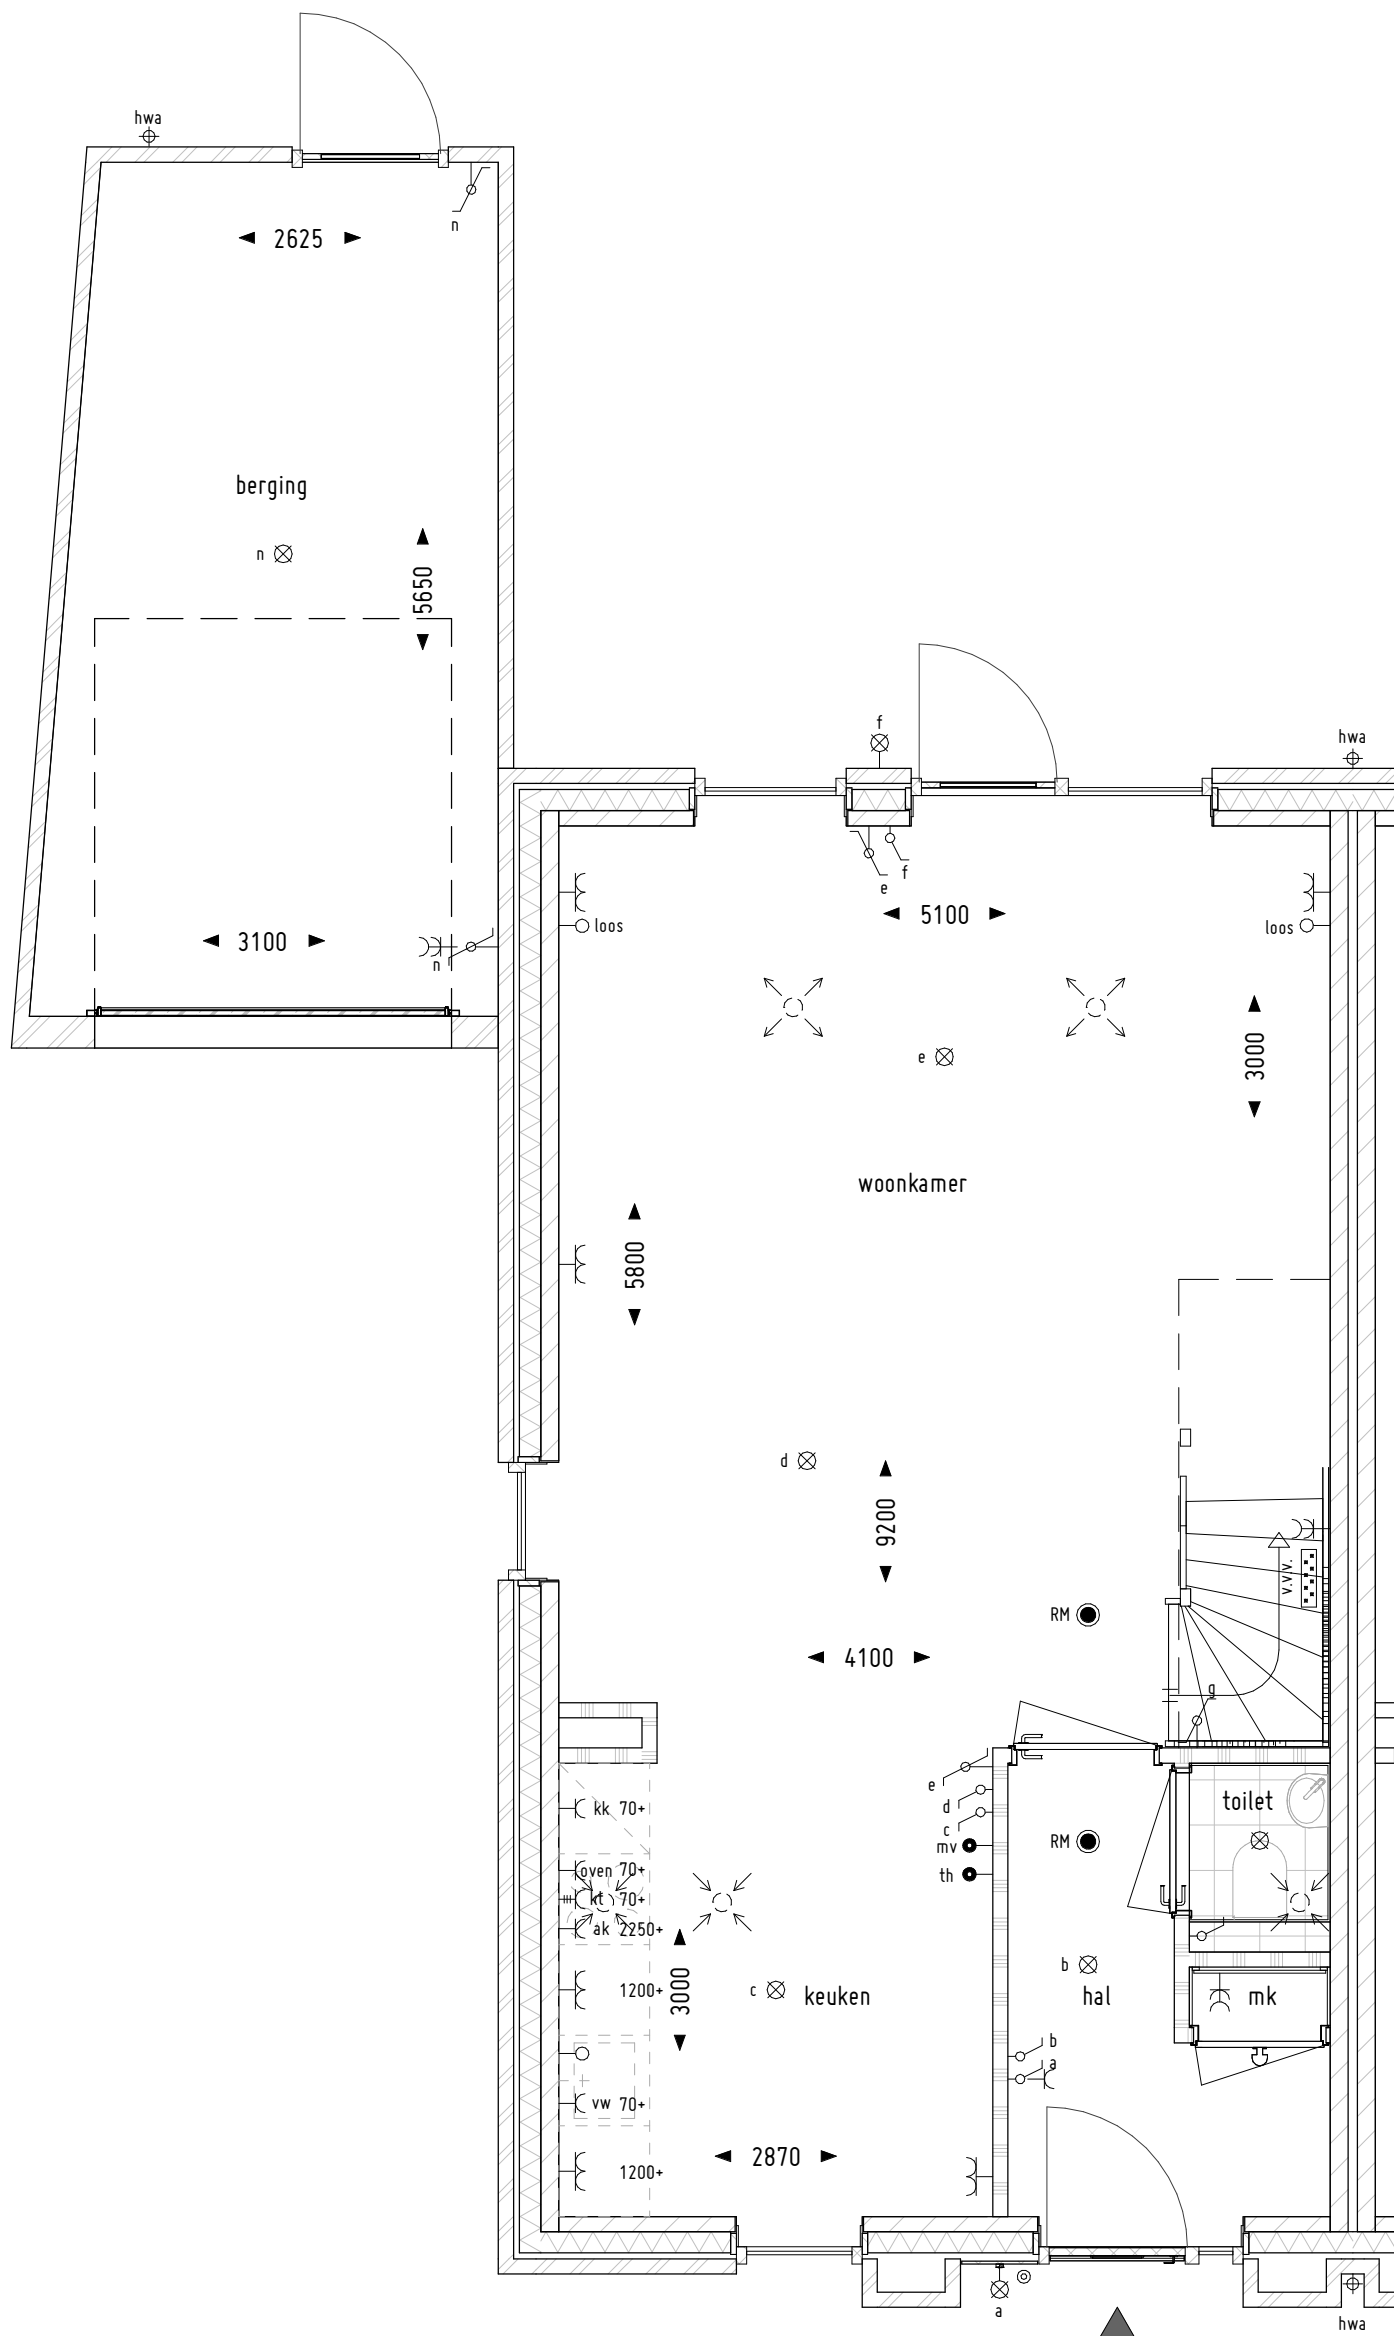 hwa
n
2625
berging
n
5650
3100
n
f
hwa
e
f
5100
loos
loos
e
3000
woonkamer
5800
d
9200
v.v.v.
RM
4100
g
e
d
c
mv
th
RM
toilet
kk 70+
oven 70+
kt 70+
ak 2250+
1200+
3000
c
keuken
b
hal
mk
b
a
vw 70+
1200+
2870
a
hwa